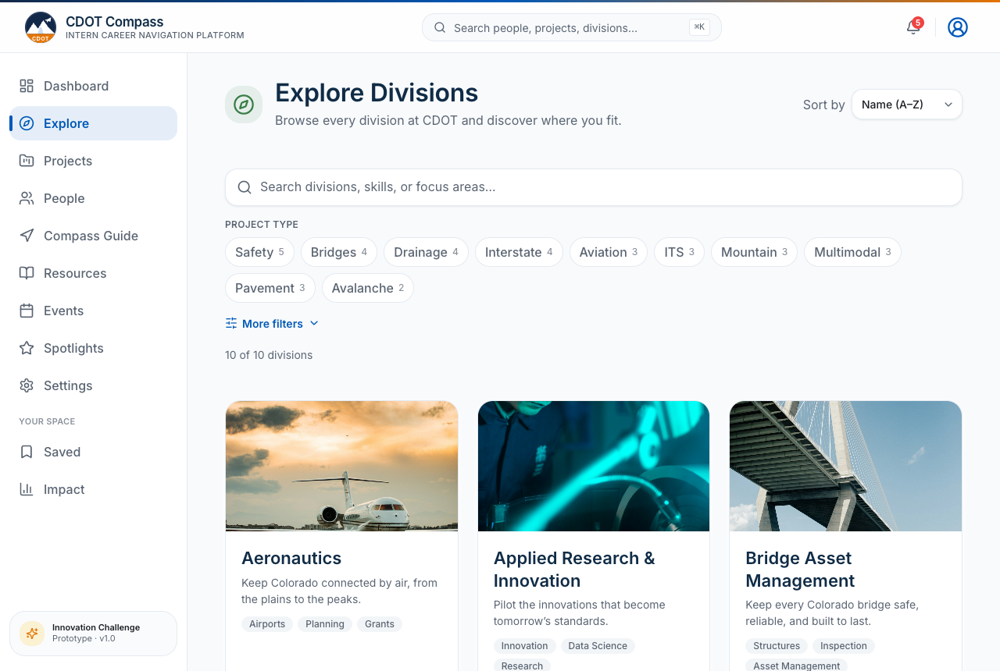 CDOT Compass
INTERN CAREER NAVIGATION PLATFORM
CDOT
Search people, projects, divisions...
⌘K
5
Dashboard
Explore
Projects
People
Compass Guide
Resources
Events
Spotlights
Settings
YOUR SPACE
Saved
Impact
Innovation Challenge
Prototype · v1.0
Explore Divisions
Browse every division at CDOT and discover where you fit.
Sort by
Name (A–Z)
Search divisions, skills, or focus areas...
PROJECT TYPE
Safety 5
Bridges 4
Drainage 4
Interstate 4
Aviation 3
ITS 3
Mountain 3
Multimodal 3
Pavement 3
Avalanche 2
More filters
10 of 10 divisions
Aeronautics
Keep Colorado connected by air, from
the plains to the peaks.
Airports
Planning
Grants
Applied Research &
Innovation
Pilot the innovations that become
tomorrow’s standards.
Innovation
Data Science
Research
Bridge Asset
Management
Keep every Colorado bridge safe,
reliable, and built to last.
Structures
Inspection
Asset Management